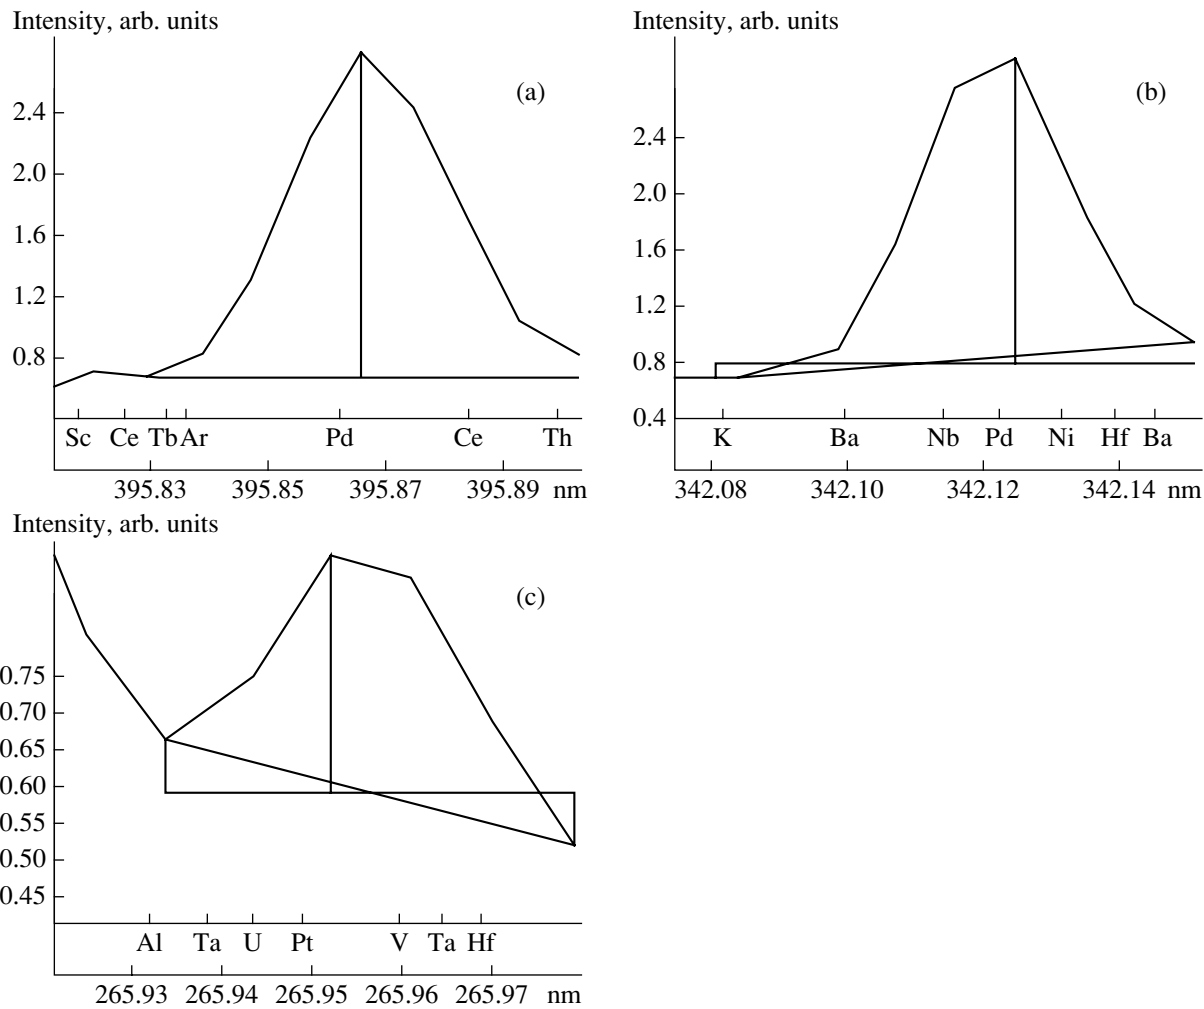 Intensity, arb. units
(a)
2.4
2.0
1.6
1.2
0.8
Sc Ce Tb Ar Pd Ce Th
395.83 395.85 395.87 395.89 nm
Intensity, arb. units
(b)
2.4
2.0
1.6
1.2
0.8
0.4
K Ba Nb Pd Ni Hf Ba
342.08 342.10 342.12 342.14 nm
Intensity, arb. units
(c)
0.75
0.70
0.65
0.60
0.55
0.50
0.45
Al Ta U Pt V Ta Hf
265.93 265.94 265.95 265.96 265.97 nm